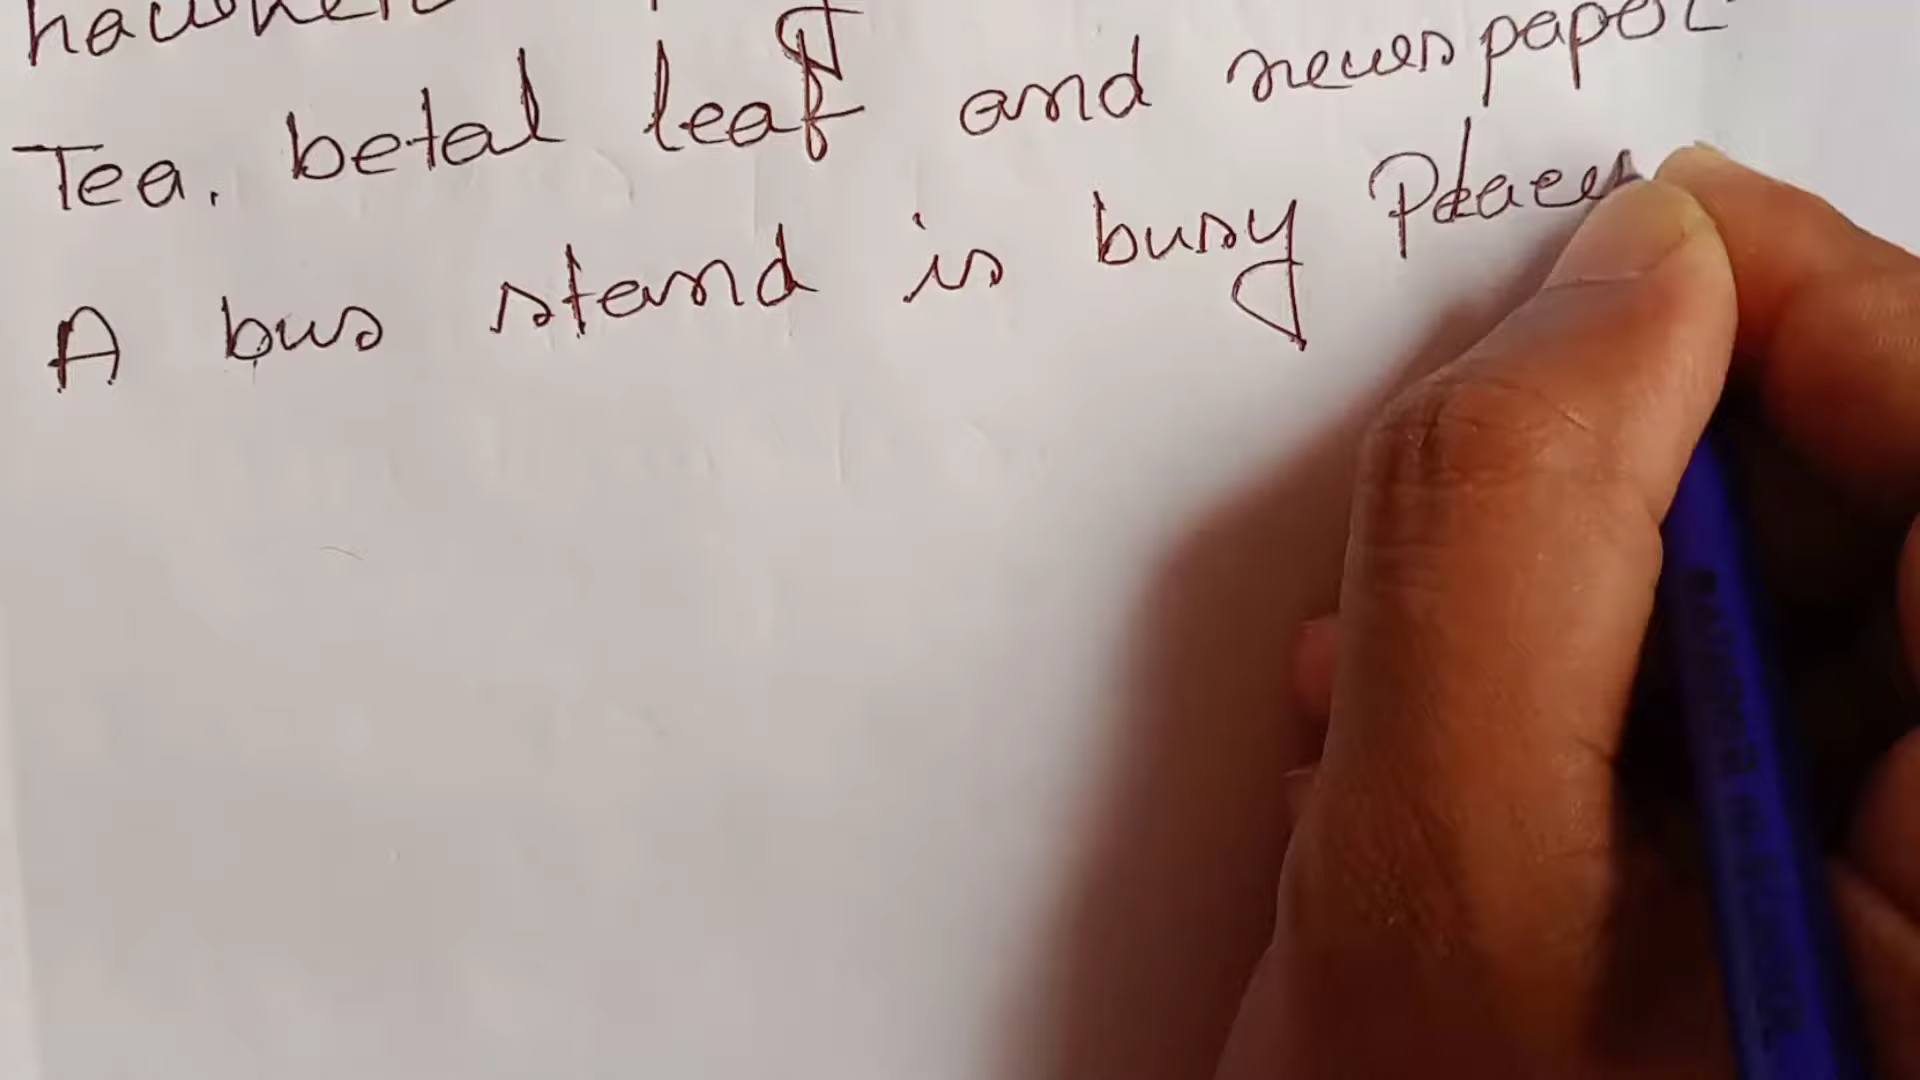 Tea. betal leaf and newspaper
A bus stand is busy Place